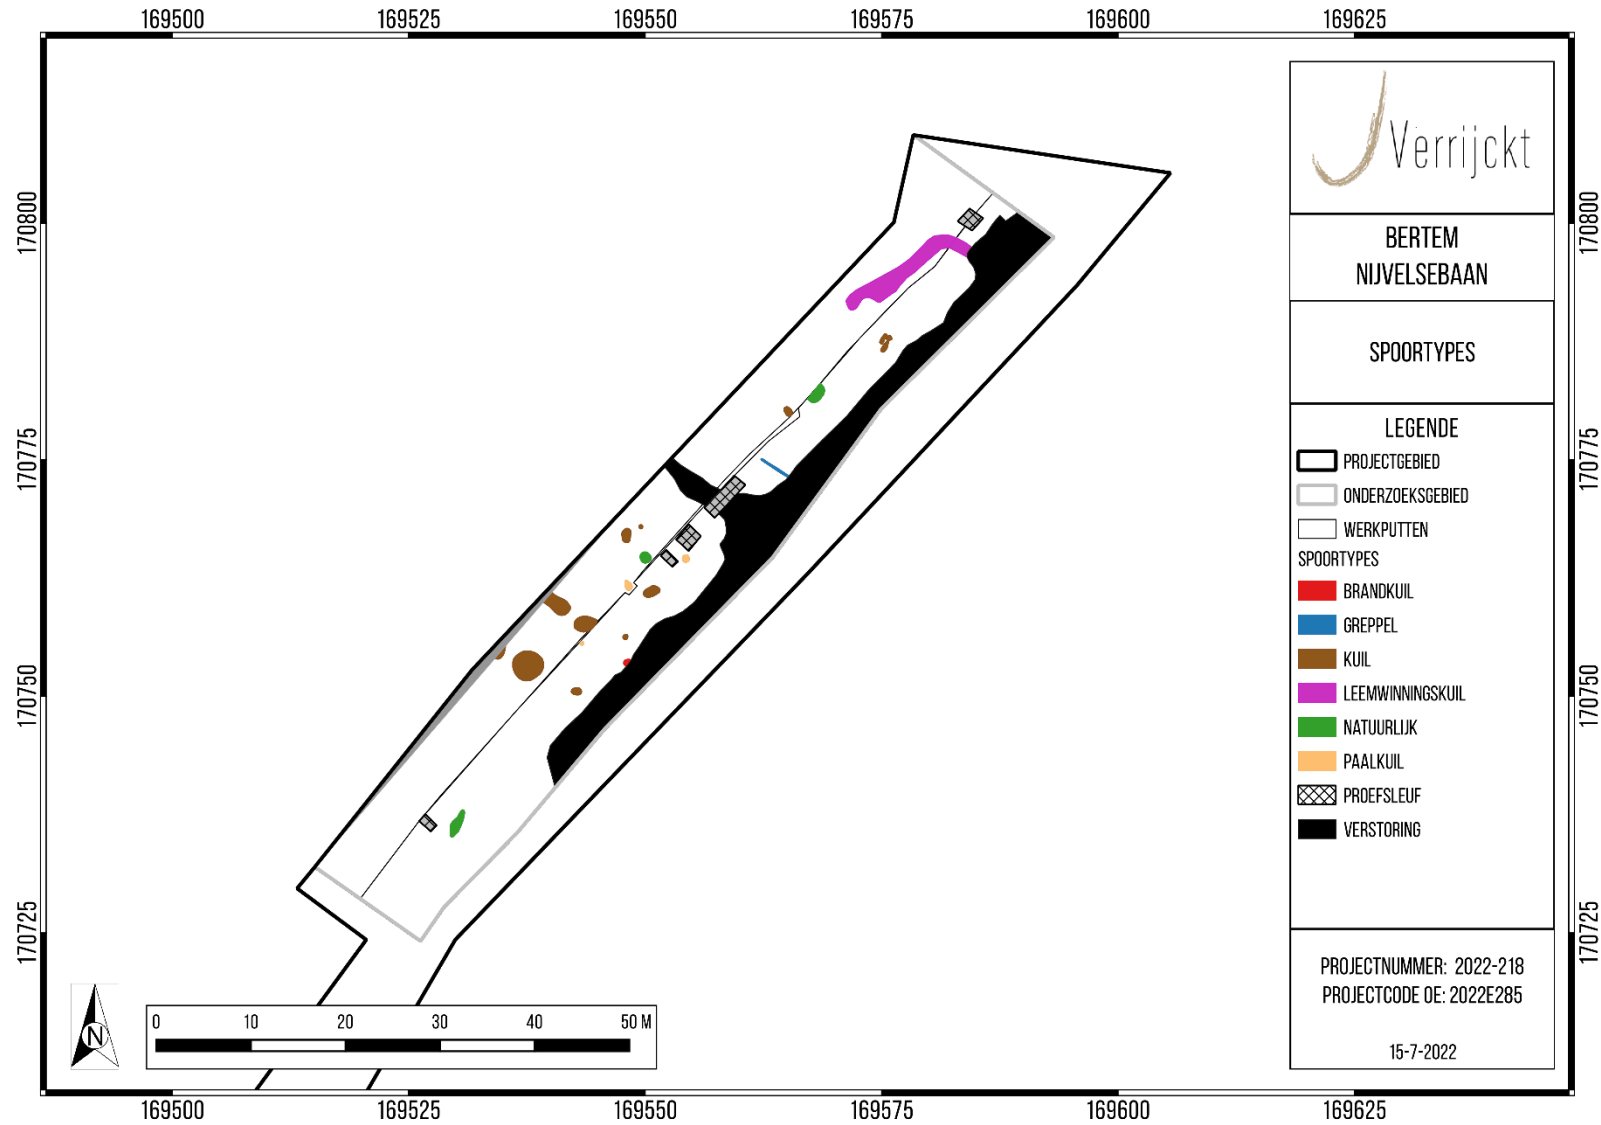 169500 169525 169550 169575 169600 169625
170800
170775
170750
170725
170800
170775
170750
170725
Verrijckt
BERTEM
NIJVELSEBAAN
SPOORTYPES
LEGENDE
PROJECTGEBIED
ONDERZOEKSGEBIED
WERKPUTTEN
SPOORTYPES
BRANDKUIL
GREPPEL
KUIL
LEEMWINNINGSKUIL
NATUURLIJK
PAALKUIL
PROEFSLEUF
VERSTORING
PROJECTNUMMER: 2022-218
PROJECTCODE OE: 2022E285
15-7-2022
N
0 10 20 30 40 50 M
169500 169525 169550 169575 169600 169625